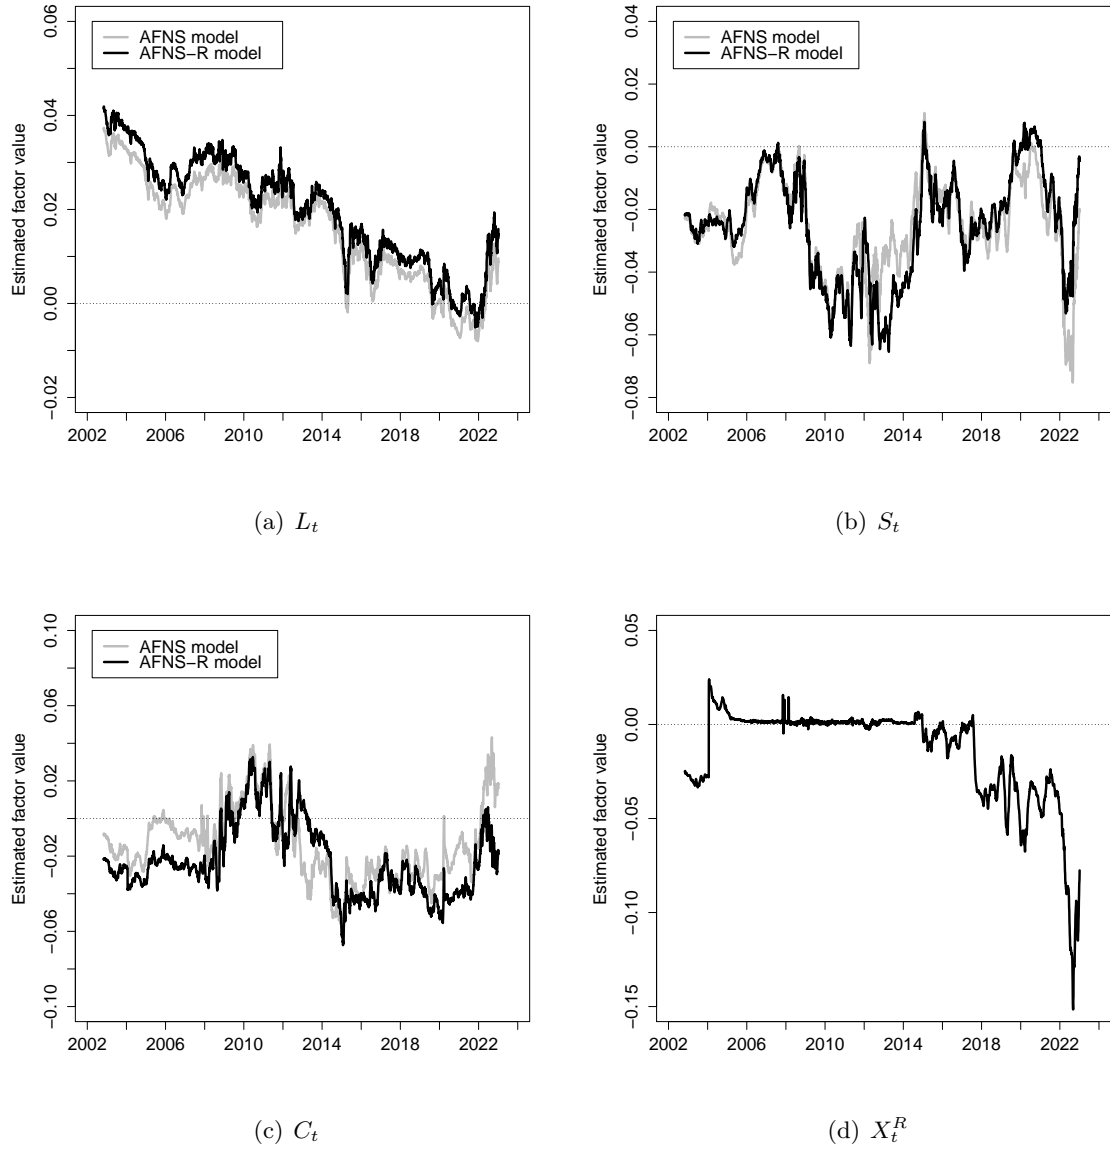 AFNS model
AFNS−R model
Estimated factor value
−0.02 0.00 0.02 0.04 0.06
2002 2006 2010 2014 2018 2022
(a) L_t
AFNS model
AFNS−R model
Estimated factor value
−0.08 −0.06 −0.04 −0.02 0.00 0.02 0.04
2002 2006 2010 2014 2018 2022
(b) S_t
AFNS model
AFNS−R model
Estimated factor value
−0.10 −0.06 −0.02 0.02 0.06 0.10
2002 2006 2010 2014 2018 2022
(c) C_t
Estimated factor value
−0.15 −0.10 −0.05 0.00 0.05
2002 2006 2010 2014 2018 2022
(d) X_t^R